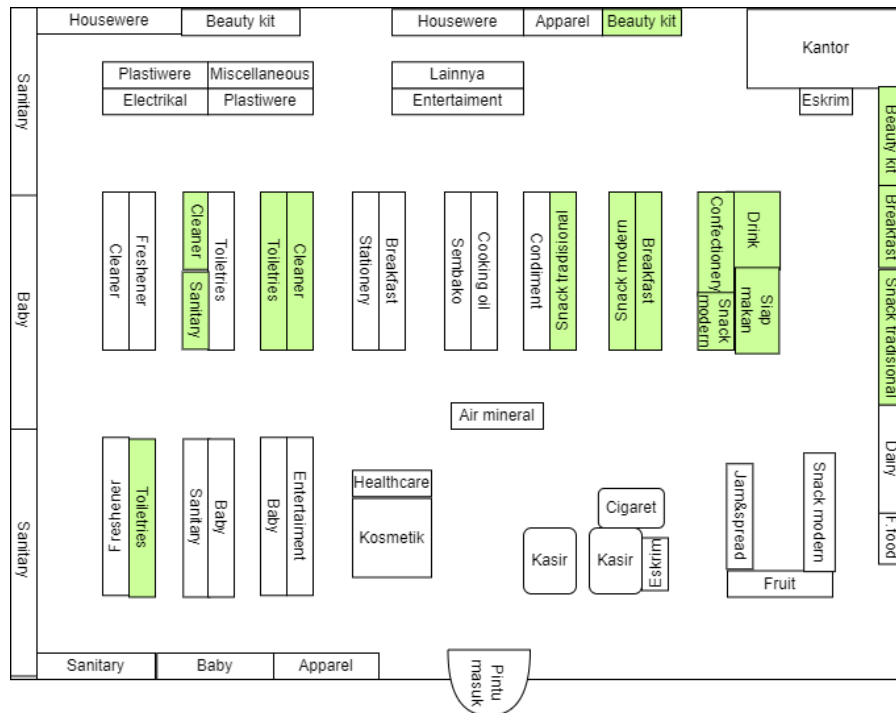 Housewere
Beauty kit
Housewere
Apparel
Beauty kit
Kantor
Sanitary
Plastiwere
Miscellaneous
Lainnya
Electrikal
Plastiwere
Entertaiment
Eskrim
Beauty kit
Baby
Cleaner
Freshener
Cleaner
Sanitary
Toiletries
Toiletries
Cleaner
Stationery
Breakfast
Sembako
Cooking oil
Condiment
Snack tradisional
Snack modern
Breakfast
Confectionery
Snack
modern
Drink
Siap
makan
Breakfast
Snack tradisional
Air mineral
Sanitary
Freshener
Toiletries
Sanitary
Baby
Baby
Entertaiment
Healthcare
Kosmetik
Cigaret
Kasir
Kasir
Eskrim
Jam&spread
Snack modern
Fruit
Dairy
F.food
Sanitary
Baby
Apparel
Pintu
masuk